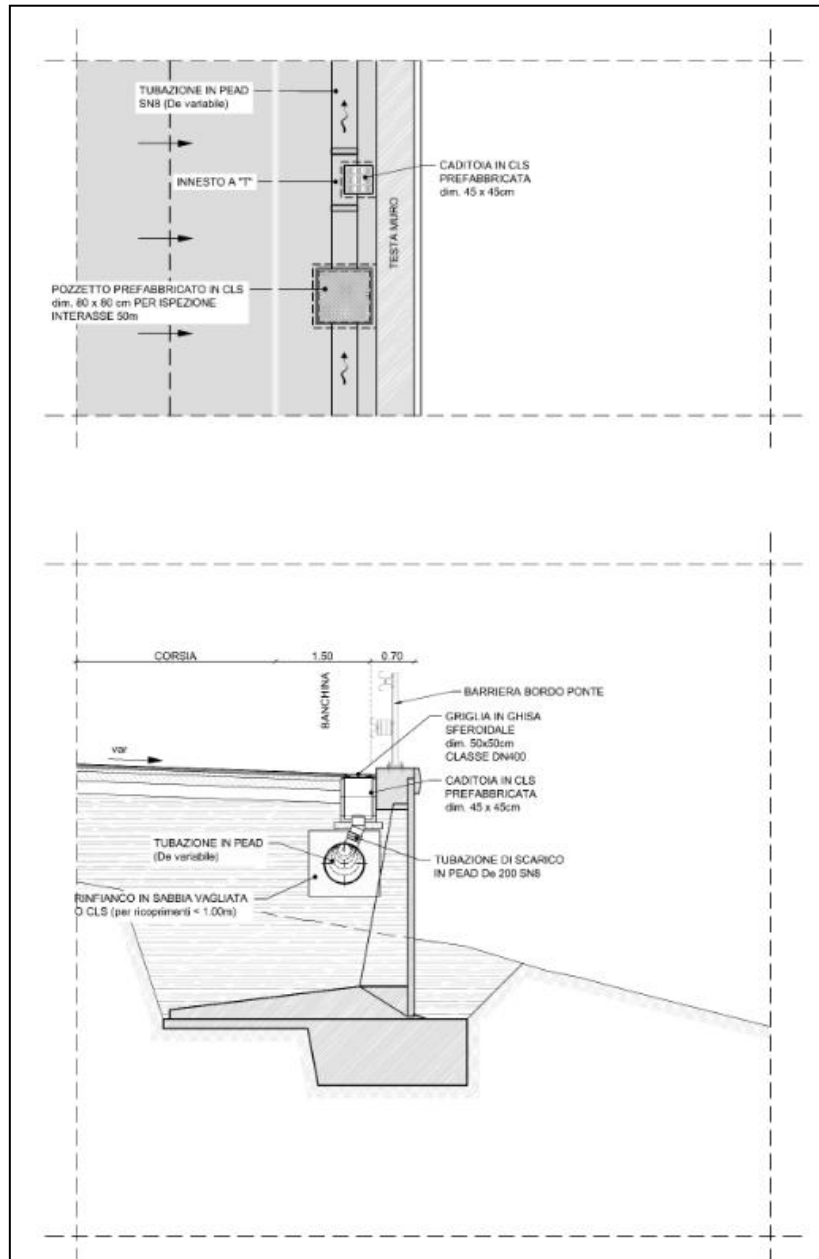 TUBAZIONE IN PEAD
SN8 (De variabile)
INNESTO A "T"
CADITOIA IN CLS
PREFABBRICATA
dim. 45 x 45cm
TESTA MURO
POZZETTO PREFABBRICATO IN CLS
dim. 80 x 80 cm PER ISPEZIONE
INTERASSE 50m
CORSIA
1.50
0.70
BANCHINA
BARRIERA BORDO PONTE
GRIGLIA IN GHISA
SFEROIDALE
dim. 50x50cm
CLASSE DN400
var
CADITOIA IN CLS
PREFABBRICATA
dim. 45 x 45cm
TUBAZIONE IN PEAD
(De variabile)
TUBAZIONE DI SCARICO
IN PEAD De 200 SN8
RINFIANCO IN SABBIA VAGLIATA
O CLS (per ricoprimenti < 1.00m)